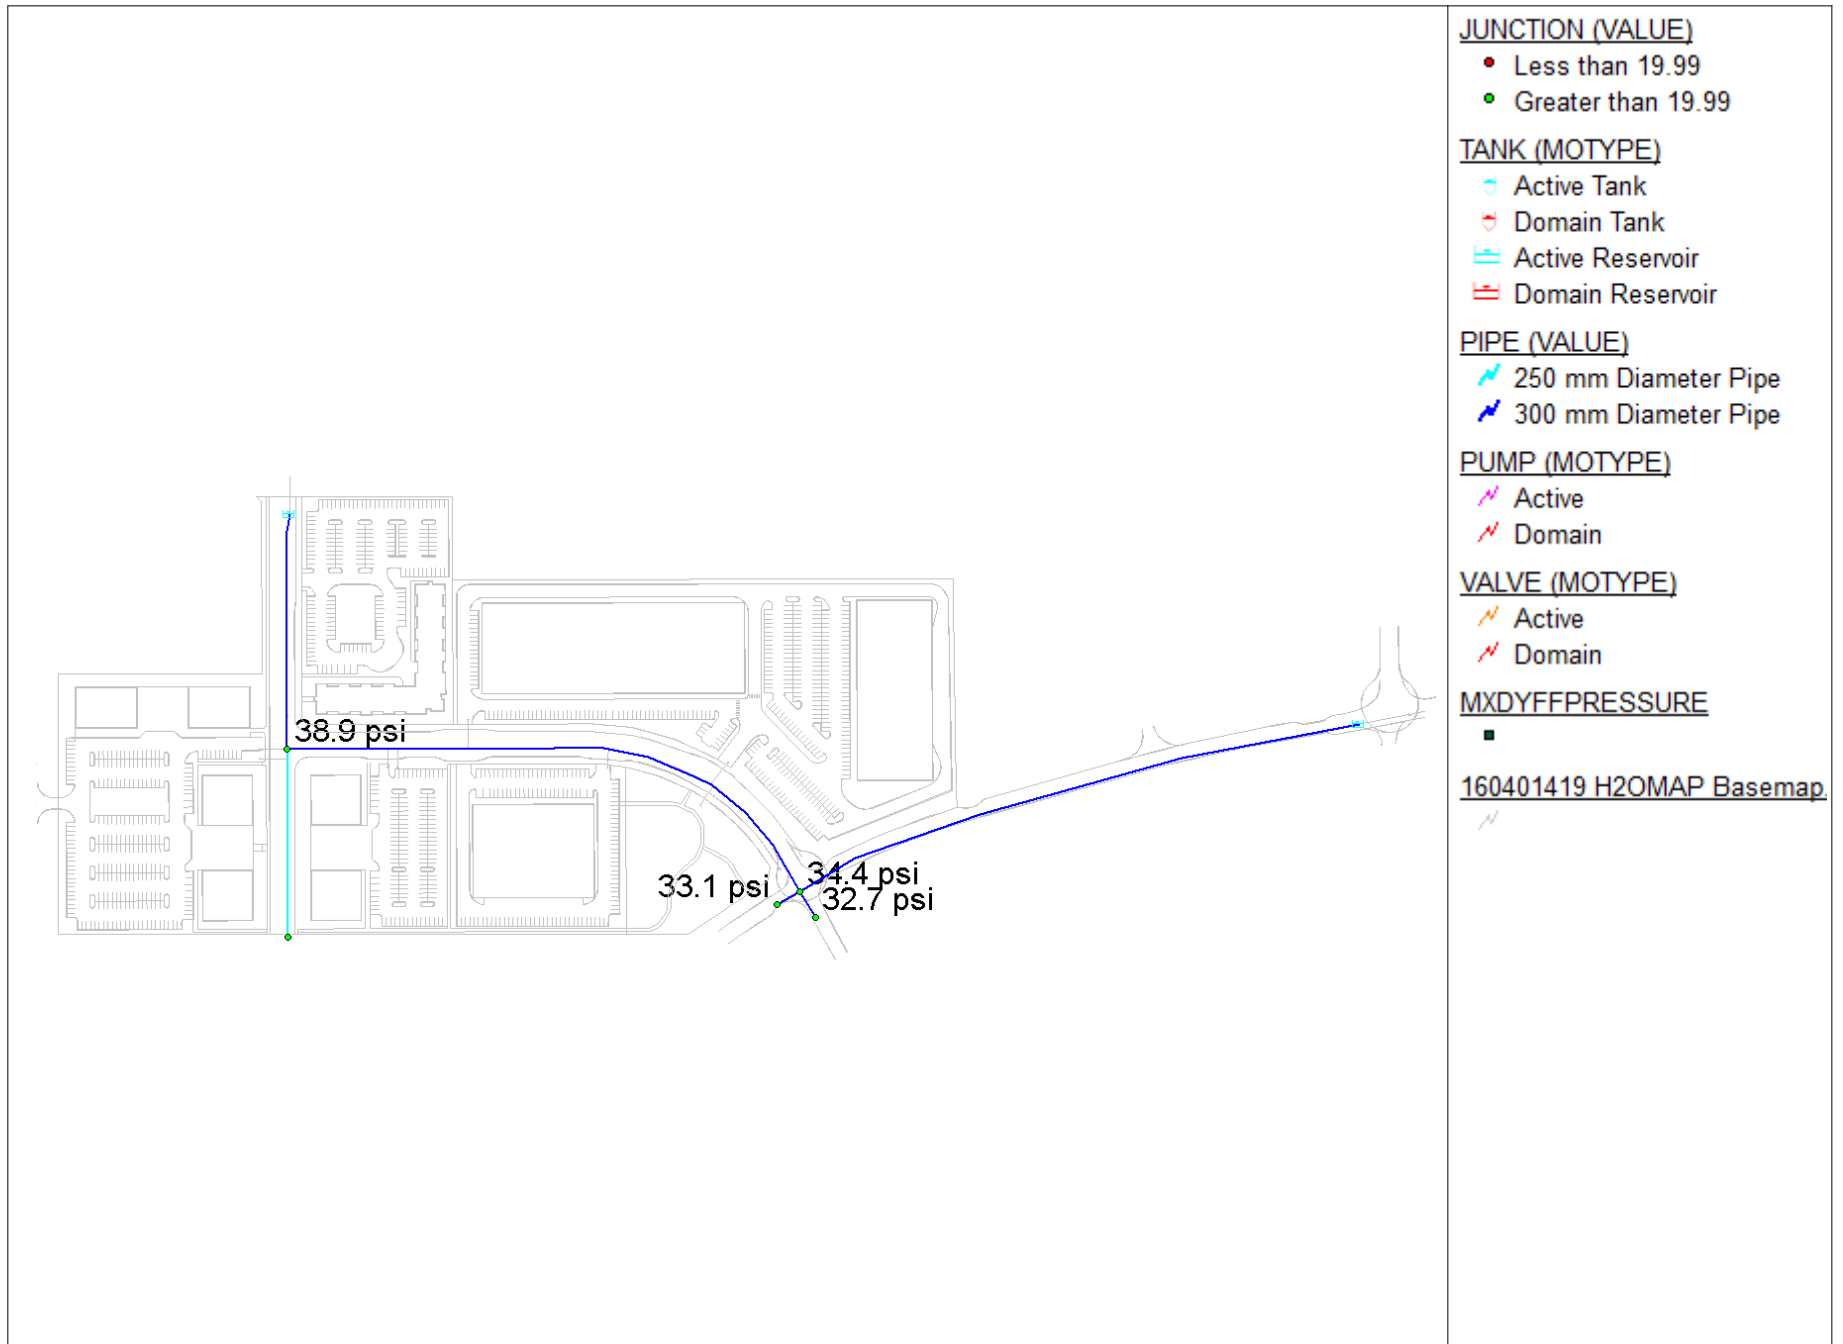 38.9 psi
34.4 psi
33.1 psi
32.7 psi
JUNCTION (VALUE)
Less than 19.99
Greater than 19.99
TANK (MOTYPE)
Active Tank
Domain Tank
Active Reservoir
Domain Reservoir
PIPE (VALUE)
250 mm Diameter Pipe
300 mm Diameter Pipe
PUMP (MOTYPE)
Active
Domain
VALVE (MOTYPE)
Active
Domain
MXDYFFPRESSURE
160401419 H2OMAP Basemap.